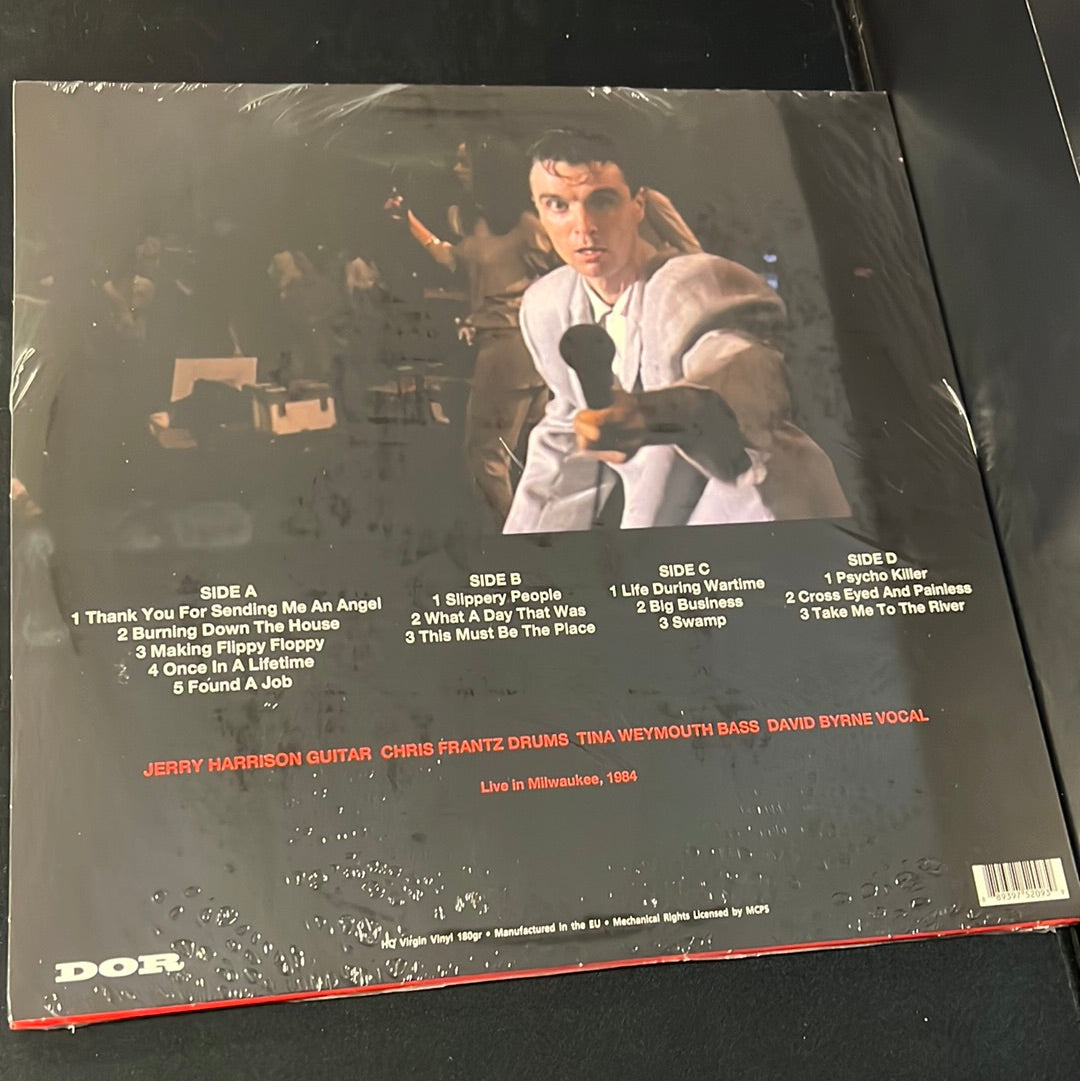 SIDE A
1 Thank You For Sending Me An Angel
2 Burning Down The House
3 Making Flippy Floppy
4 Once In A Lifetime
5 Found A Job
SIDE B
1 Slippery People
2 What A Day That Was
3 This Must Be The Place
SIDE C
1 Life During Wartime
2 Big Business
3 Swamp
SIDE D
1 Psycho Killer
2 Cross Eyed And Painless
3 Take Me To The River
JERRY HARRISON GUITAR CHRIS FRANTZ DRUMS TINA WEYMOUTH BASS DAVID BYRNE VOCAL
Live in Milwaukee, 1984
HQ Virgin Vinyl 180gr • Manufactured in the EU • Mechanical Rights Licensed by MCPS
DOR
8 89397 52093 9